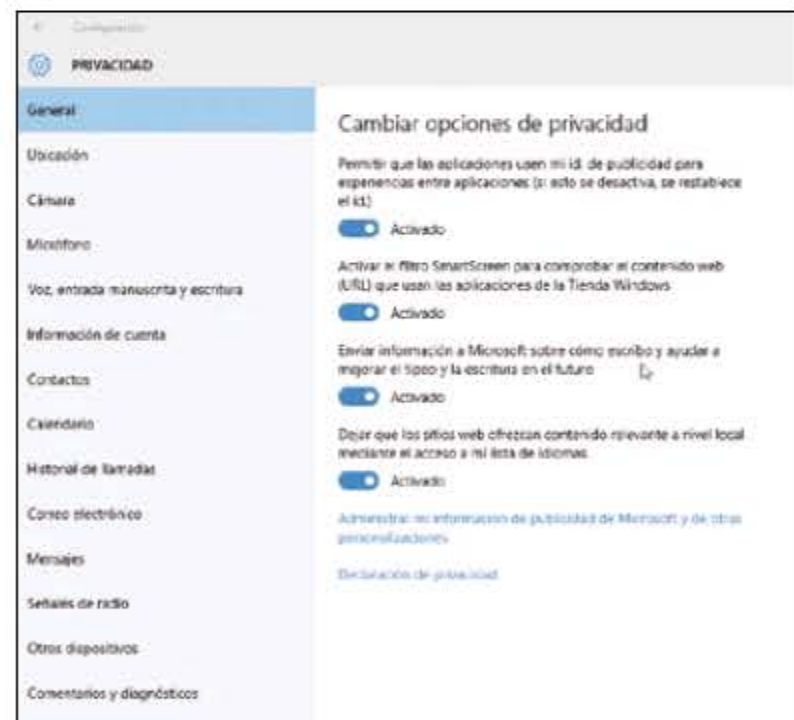 Configuración
PRIVACIDAD
General
Ubicación
Cámara
Micrófono
Voz, entrada manuscrita y escritura
Información de cuenta
Contactos
Calendario
Historial de llamadas
Correo electrónico
Mensajes
Señales de radio
Otros dispositivos
Comentarios y diagnósticos
Cambiar opciones de privacidad
Permitir que las aplicaciones usen mi id. de publicidad para
experiencias entre aplicaciones (si esto se desactiva, se restablece
el id.)
Activado
Activar el filtro SmartScreen para comprobar el contenido web
(URL) que usan las aplicaciones de la Tienda Windows
Activado
Enviar información a Microsoft sobre cómo escribo y ayudar a
mejorar el tipeo y la escritura en el futuro
Activado
Dejar que los sitios web ofrezcan contenido relevante a nivel local
mediante el acceso a mi lista de idiomas
Activado
Administrar mi información de publicidad de Microsoft y de otras
personalizaciones
Declaración de privacidad